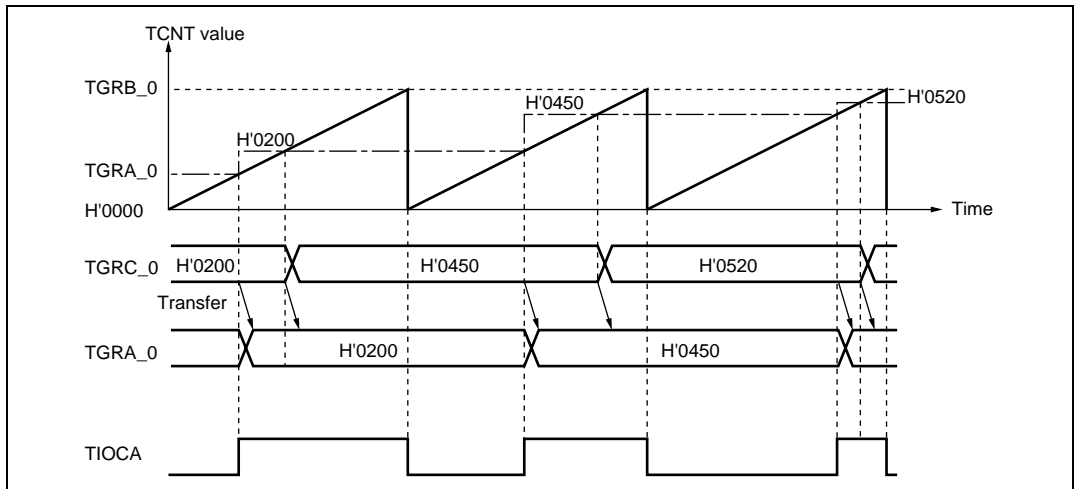 TCNT value
TGRB_0
H'0520
H'0450
H'0200
TGRA_0
H'0000
Time
TGRC_0
H'0200
H'0450
H'0520
Transfer
TGRA_0
H'0200
H'0450
TIOCA